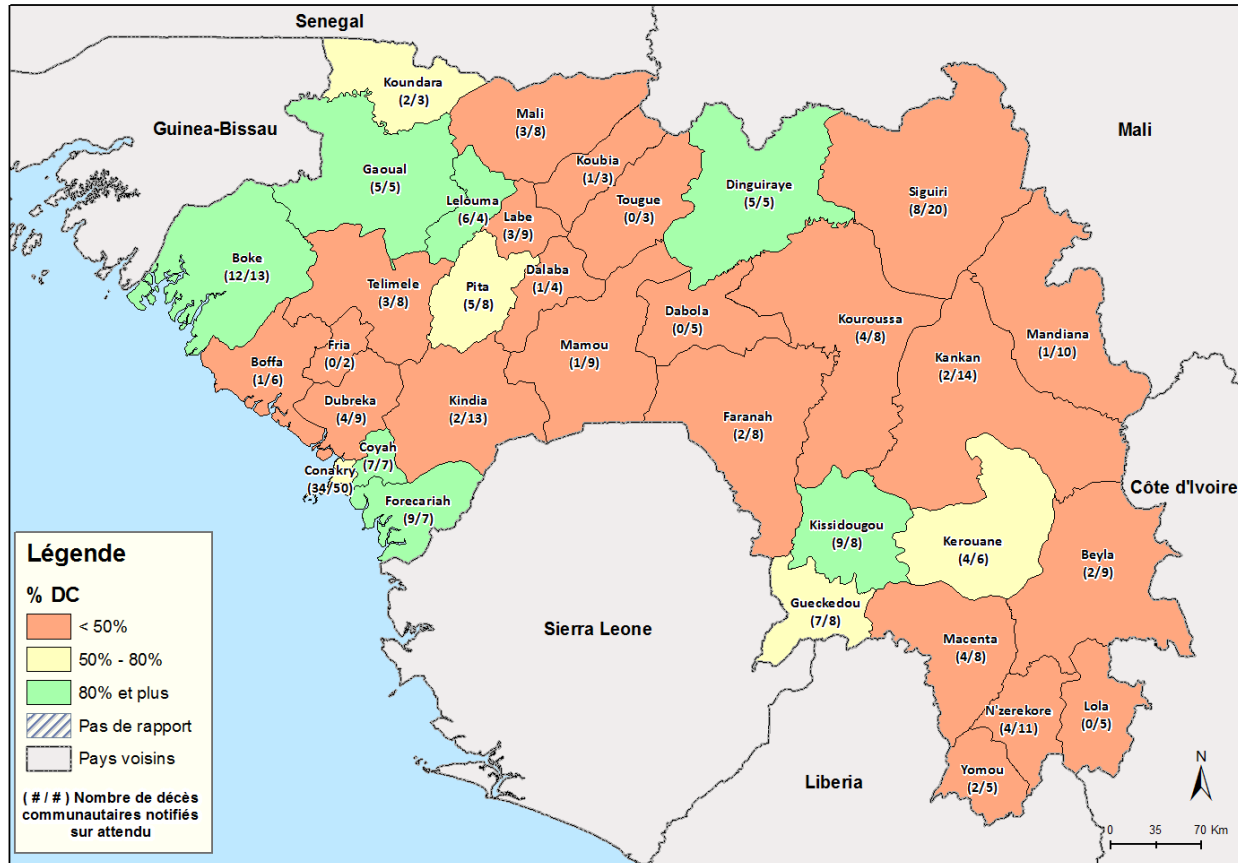 Senegal
Koundara
(2/3)
Mali
(3/8)
Guinea-Bissau
Mali
Koubia
(1/3)
Gaoual
(5/5)
Dinguiraye
(5/5)
Siguiri
(8/20)
Lelouma
(6/4)
Tougue
(0/3)
Labe
(3/9)
Boke
(12/13)
Dalaba
(1/4)
Telimele
(3/8)
Pita
(5/8)
Dabola
(0/5)
Kouroussa
(4/8)
Mandiana
(1/10)
Fria
(0/2)
Mamou
(1/9)
Kankan
(2/14)
Boffa
(1/6)
Dubreka
(4/9)
Kindia
(2/13)
Faranah
(2/8)
Coyah
(7/7)
Conakry
(34/50)
Forecariah
(9/7)
Côte d'Ivoire
Kissidougou
(9/8)
Kerouane
(4/6)
Beyla
(2/9)
Gueckedou
(7/8)
Sierra Leone
Macenta
(4/8)
N'zerekore
(4/11)
Lola
(0/5)
Yomou
(2/5)
Liberia
Légende
% DC
< 50%
50% - 80%
80% et plus
Pas de rapport
Pays voisins
( # / # ) Nombre de décès
communautaires notifiés
sur attendu
N
0 35 70 Km